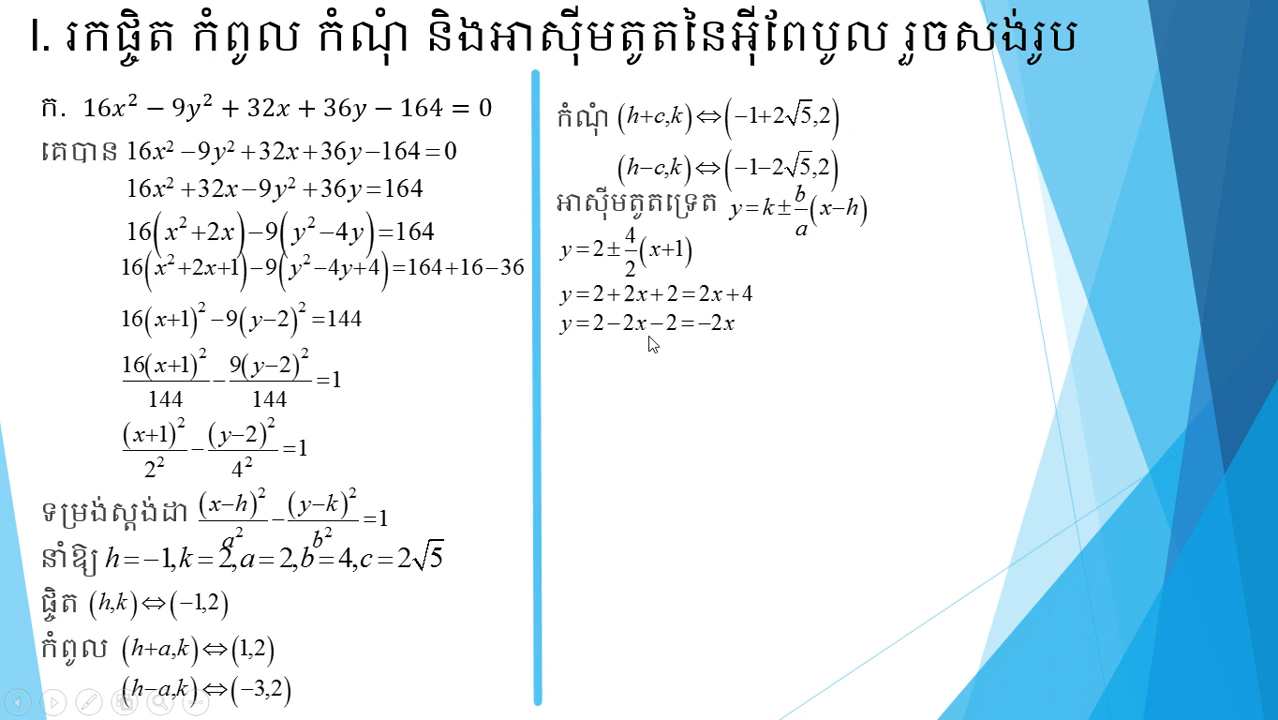 I. រកផ្ចិត កំពូល កំណុំ និងអាស៊ីមតូតនៃអ៊ីពែបូល រួចសង់រូប
ក. 16x² − 9y² + 32x + 36y − 164 = 0
គេបាន 16x² −9y² +32x+36y−164=0
16x² +32x−9y² +36y=164
16(x²+2x)−9(y²−4y)=164
16(x²+2x+1)−9(y²−4y+4)=164+16−36
16(x+1)² −9(y−2)² =144
16(x+1)²/144 − 9(y−2)²/144 =1
(x+1)²/2² − (y−2)²/4² =1
ទម្រង់ស្តង់ដា (x−h)²/a² − (y−k)²/b² =1
នាំឱ្យ h=−1,k=2,a=2,b=4,c=2√5
ផ្ចិត (h,k)⇔(−1,2)
កំពូល (h+a,k)⇔(1,2)
(h−a,k)⇔(−3,2)
កំណុំ (h+c,k)⇔(−1+2√5,2)
(h−c,k)⇔(−1−2√5,2)
អាស៊ីមតូតទ្រេត y=k±b/a(x−h)
y=2±4/2(x+1)
y=2+2x+2=2x+4
y=2−2x−2=−2x